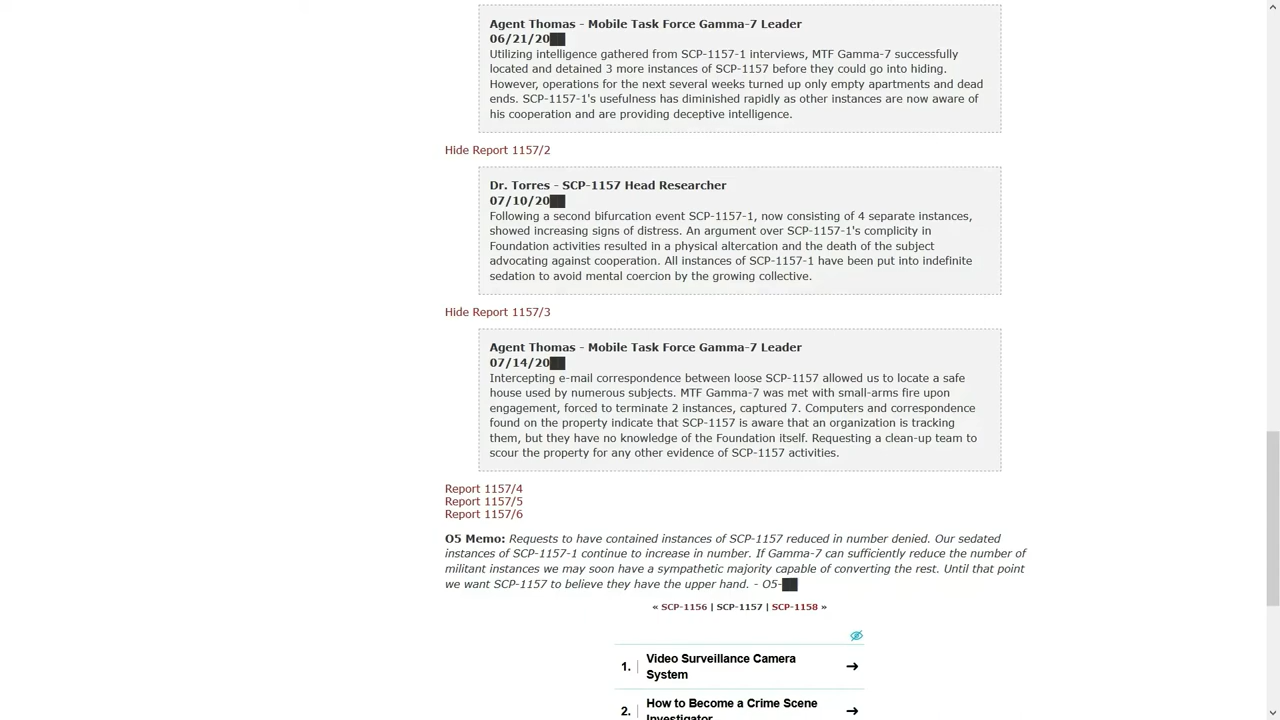 Agent Thomas - Mobile Task Force Gamma-7 Leader
06/21/20██
Utilizing intelligence gathered from SCP-1157-1 interviews, MTF Gamma-7 successfully
located and detained 3 more instances of SCP-1157 before they could go into hiding.
However, operations for the next several weeks turned up only empty apartments and dead
ends. SCP-1157-1's usefulness has diminished rapidly as other instances are now aware of
his cooperation and are providing deceptive intelligence.
Hide Report 1157/2
Dr. Torres - SCP-1157 Head Researcher
07/10/20██
Following a second bifurcation event SCP-1157-1, now consisting of 4 separate instances,
showed increasing signs of distress. An argument over SCP-1157-1's complicity in
Foundation activities resulted in a physical altercation and the death of the subject
advocating against cooperation. All instances of SCP-1157-1 have been put into indefinite
sedation to avoid mental coercion by the growing collective.
Hide Report 1157/3
Agent Thomas - Mobile Task Force Gamma-7 Leader
07/14/20██
Intercepting e-mail correspondence between loose SCP-1157 allowed us to locate a safe
house used by numerous subjects. MTF Gamma-7 was met with small-arms fire upon
engagement, forced to terminate 2 instances, captured 7. Computers and correspondence
found on the property indicate that SCP-1157 is aware that an organization is tracking
them, but they have no knowledge of the Foundation itself. Requesting a clean-up team to
scour the property for any other evidence of SCP-1157 activities.
Report 1157/4
Report 1157/5
Report 1157/6
O5 Memo: Requests to have contained instances of SCP-1157 reduced in number denied. Our sedated
instances of SCP-1157-1 continue to increase in number. If Gamma-7 can sufficiently reduce the number of
militant instances we may soon have a sympathetic majority capable of converting the rest. Until that point
we want SCP-1157 to believe they have the upper hand. - O5-██
« SCP-1156 | SCP-1157 | SCP-1158 »
1. Video Surveillance Camera
System
2. How to Become a Crime Scene
Investigator